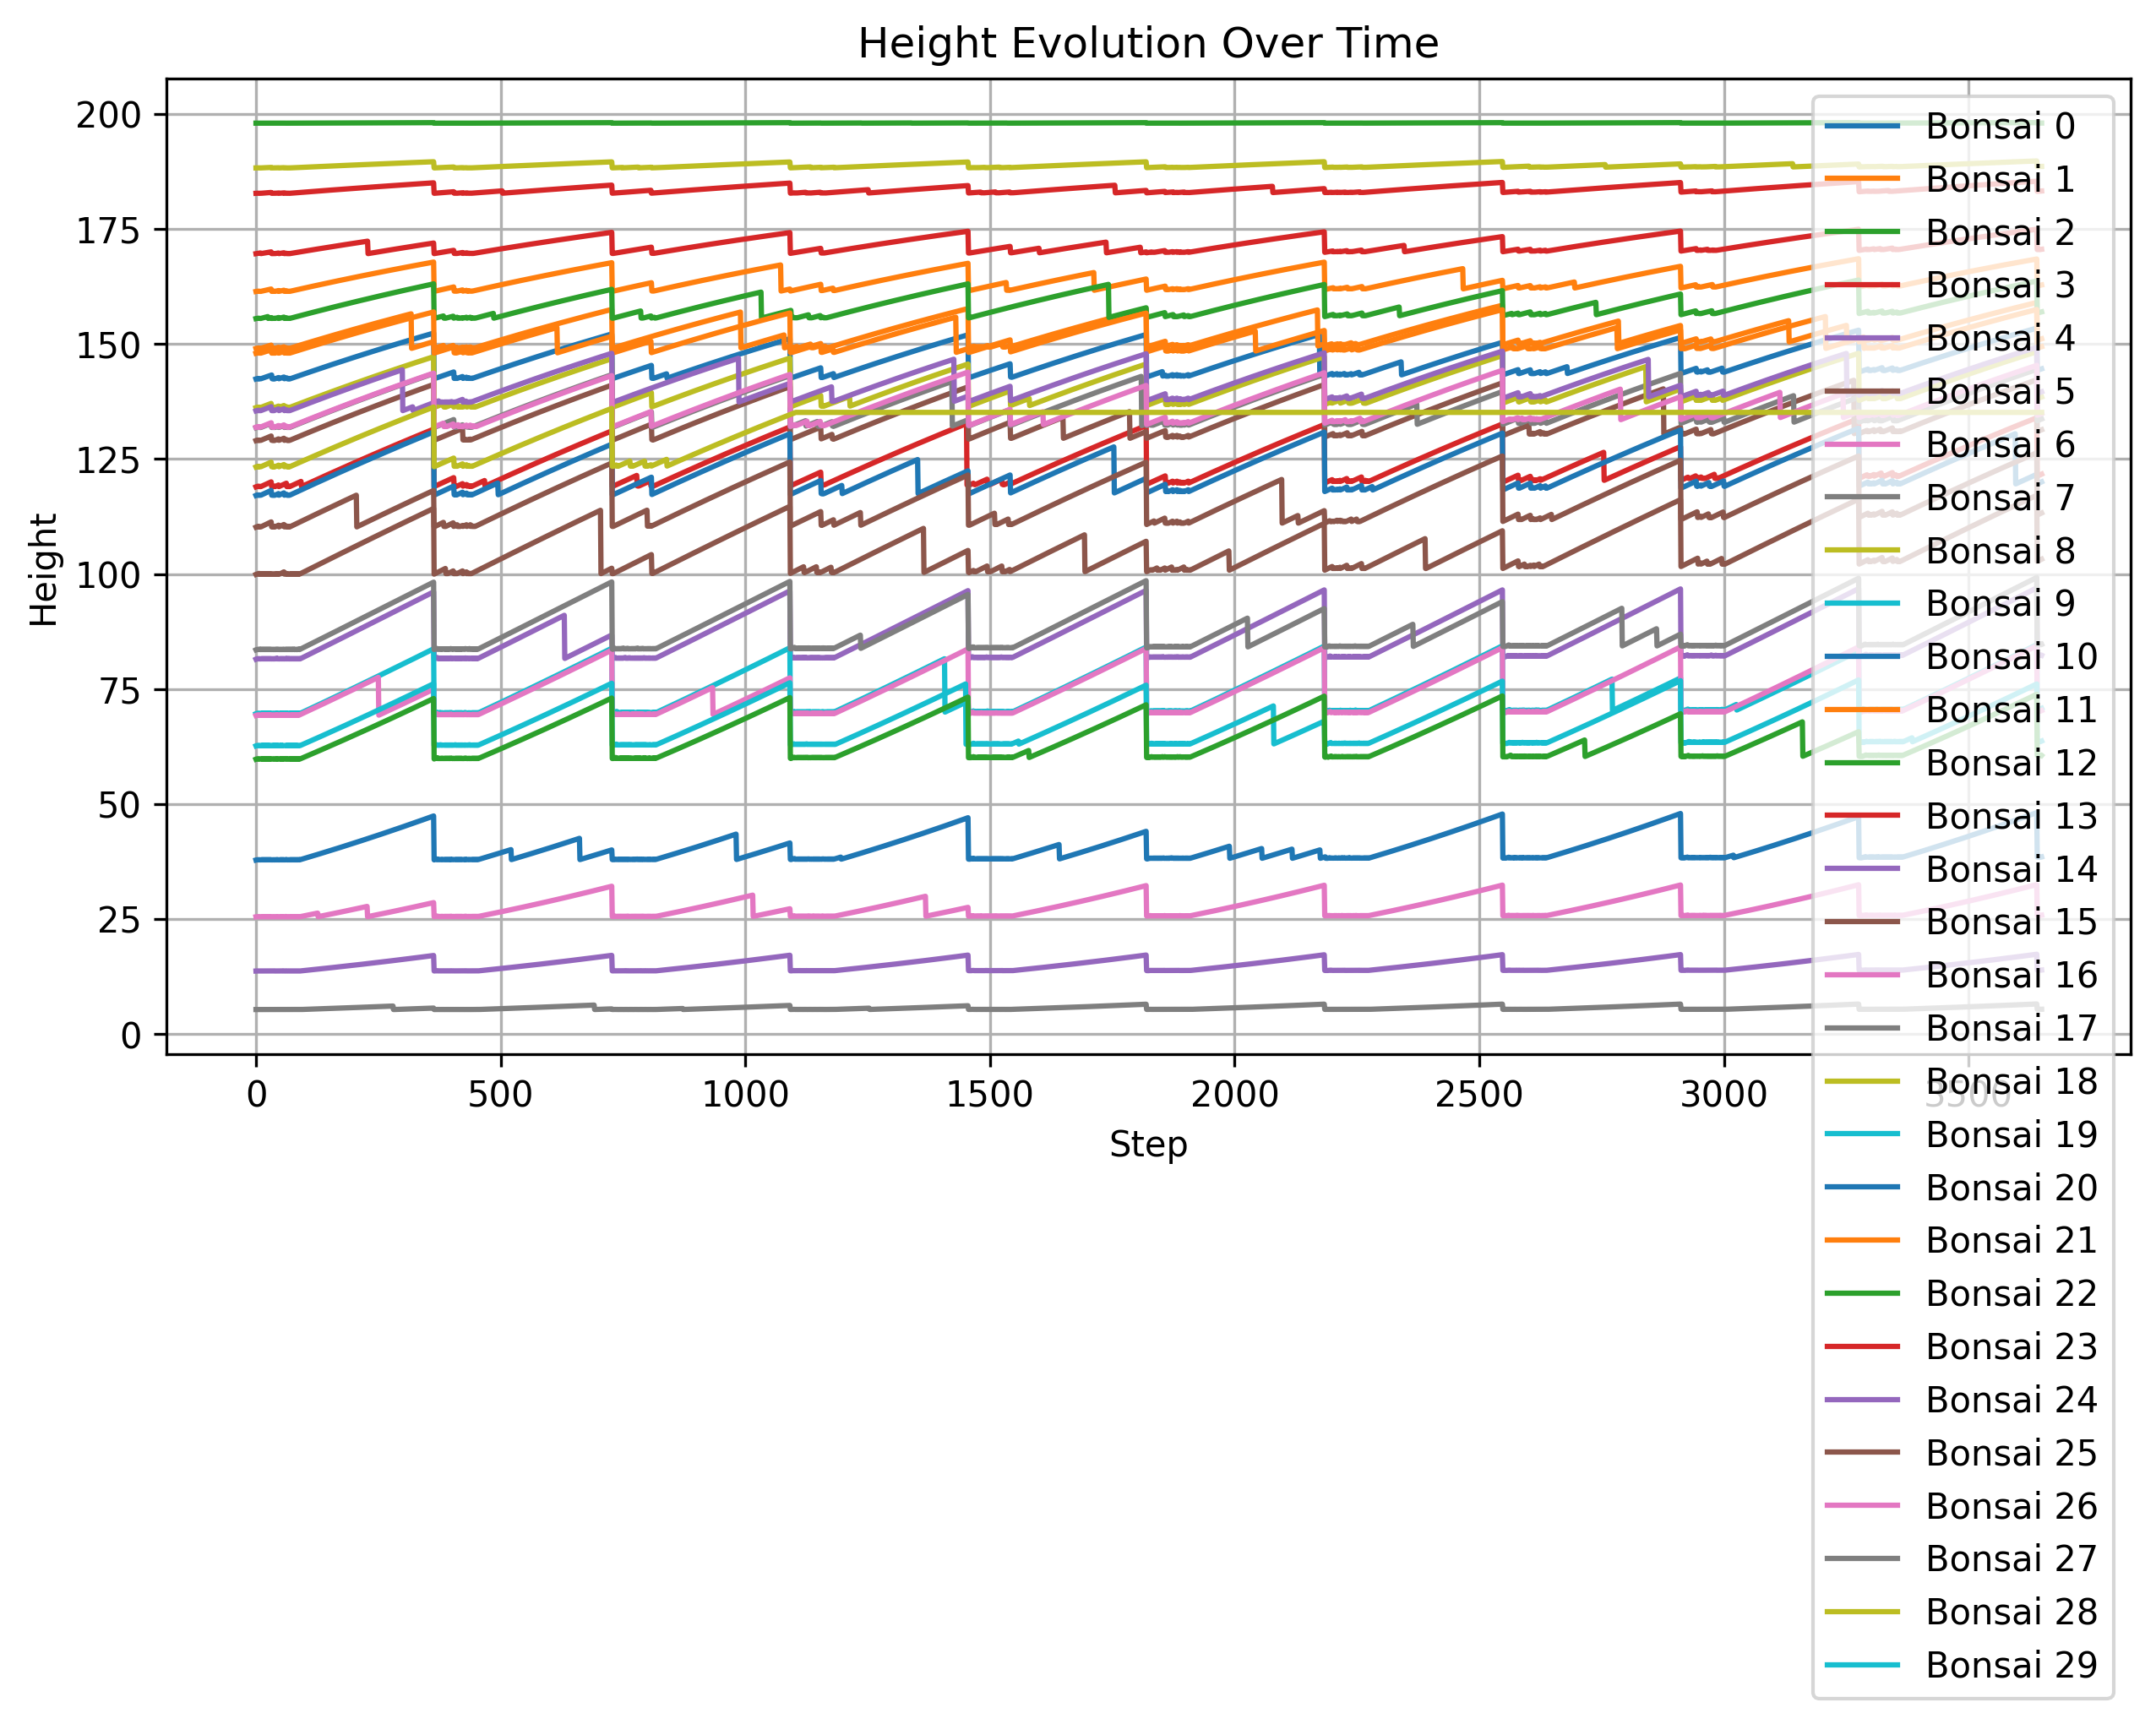 Height Evolution Over Time
Height
200
175
150
125
100
75
50
25
0
0 500 1000 1500 2000 2500 3000 3500
Step
Bonsai 0
Bonsai 1
Bonsai 2
Bonsai 3
Bonsai 4
Bonsai 5
Bonsai 6
Bonsai 7
Bonsai 8
Bonsai 9
Bonsai 10
Bonsai 11
Bonsai 12
Bonsai 13
Bonsai 14
Bonsai 15
Bonsai 16
Bonsai 17
Bonsai 18
Bonsai 19
Bonsai 20
Bonsai 21
Bonsai 22
Bonsai 23
Bonsai 24
Bonsai 25
Bonsai 26
Bonsai 27
Bonsai 28
Bonsai 29